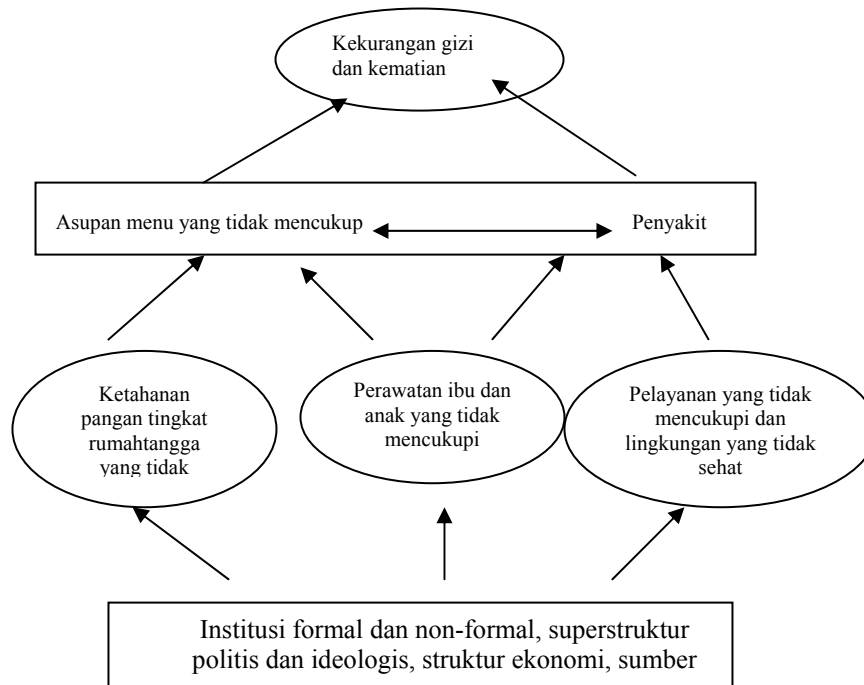 Kekurangan gizi
dan kematian
Asupan menu yang tidak mencukup
Penyakit
Ketahanan
pangan tingkat
rumahtangga
yang tidak
Perawatan ibu dan
anak yang tidak
mencukupi
Pelayanan yang tidak
mencukupi dan
lingkungan yang tidak
sehat
Institusi formal dan non-formal, superstruktur
politis dan ideologis, struktur ekonomi, sumber